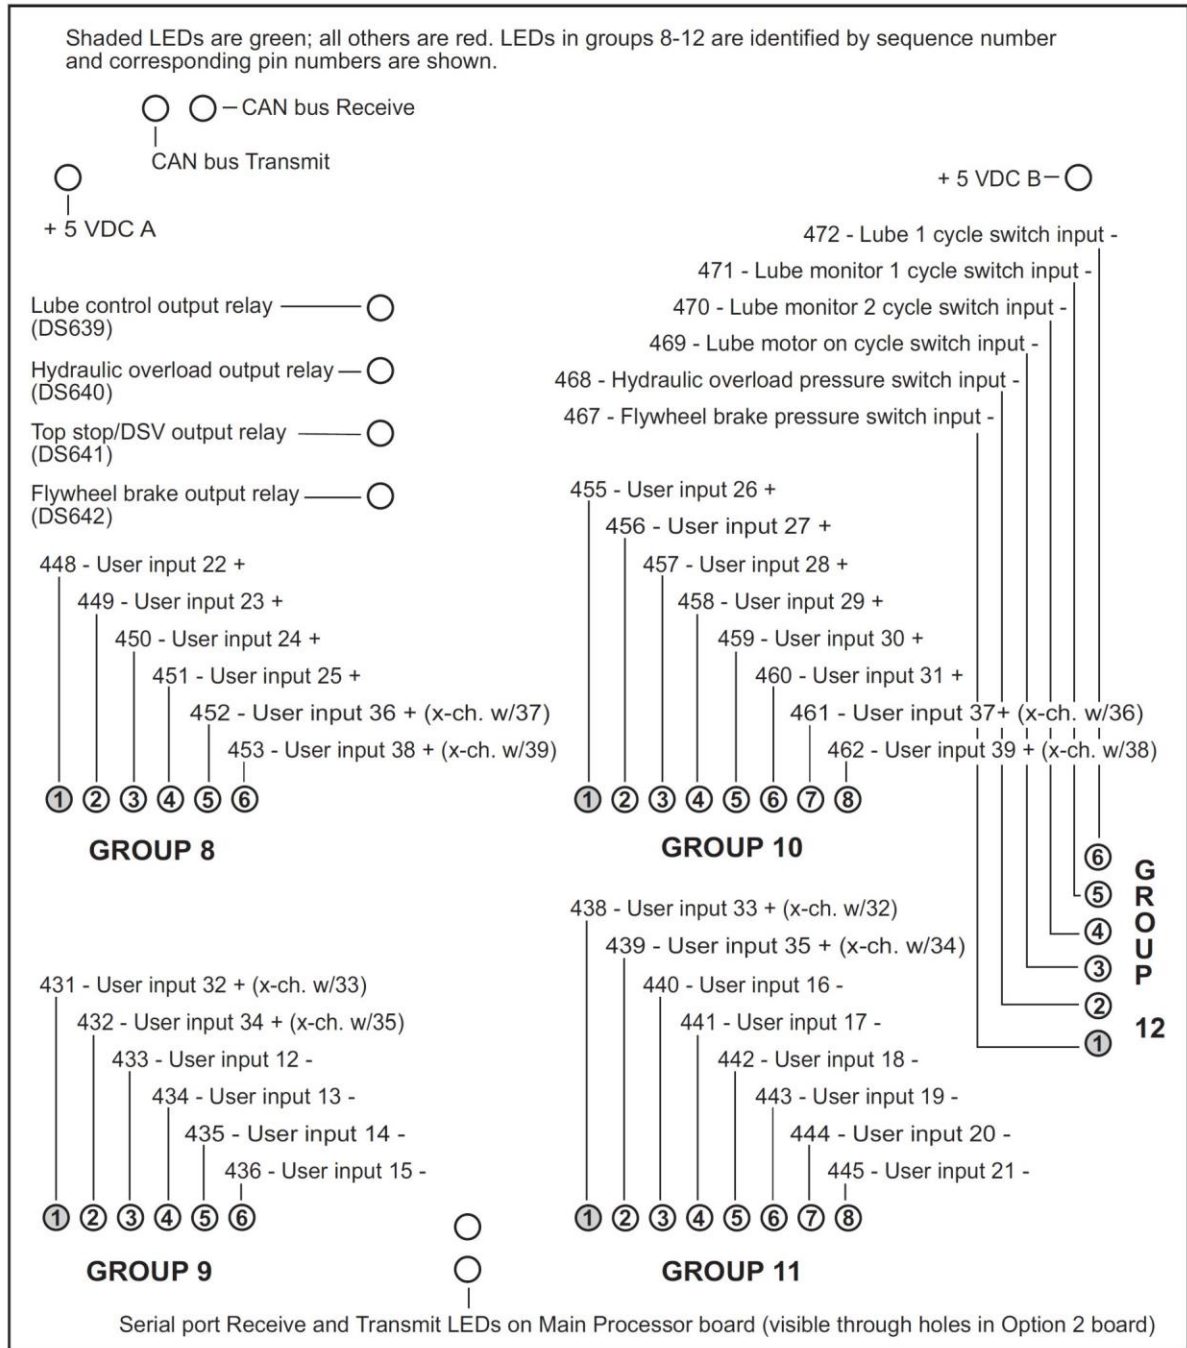 Shaded LEDs are green; all others are red. LEDs in groups 8-12 are identified by sequence number
and corresponding pin numbers are shown.
CAN bus Receive
CAN bus Transmit
+ 5 VDC A
+ 5 VDC B
472 - Lube 1 cycle switch input -
471 - Lube monitor 1 cycle switch input -
470 - Lube monitor 2 cycle switch input -
469 - Lube motor on cycle switch input -
468 - Hydraulic overload pressure switch input -
467 - Flywheel brake pressure switch input -
Lube control output relay
(DS639)
Hydraulic overload output relay
(DS640)
Top stop/DSV output relay
(DS641)
Flywheel brake output relay
(DS642)
448 - User input 22 +
449 - User input 23 +
450 - User input 24 +
451 - User input 25 +
452 - User input 36 + (x-ch. w/37)
453 - User input 38 + (x-ch. w/39)
1 2 3 4 5 6
GROUP 8
455 - User input 26 +
456 - User input 27 +
457 - User input 28 +
458 - User input 29 +
459 - User input 30 +
460 - User input 31 +
461 - User input 37+ (x-ch. w/36)
462 - User input 39 + (x-ch. w/38)
1 2 3 4 5 6 7 8
GROUP 10
6
5
4
3
2
1
GROUP
12
431 - User input 32 + (x-ch. w/33)
432 - User input 34 + (x-ch. w/35)
433 - User input 12 -
434 - User input 13 -
435 - User input 14 -
436 - User input 15 -
1 2 3 4 5 6
GROUP 9
438 - User input 33 + (x-ch. w/32)
439 - User input 35 + (x-ch. w/34)
440 - User input 16 -
441 - User input 17 -
442 - User input 18 -
443 - User input 19 -
444 - User input 20 -
445 - User input 21 -
1 2 3 4 5 6 7 8
GROUP 11
Serial port Receive and Transmit LEDs on Main Processor board (visible through holes in Option 2 board)